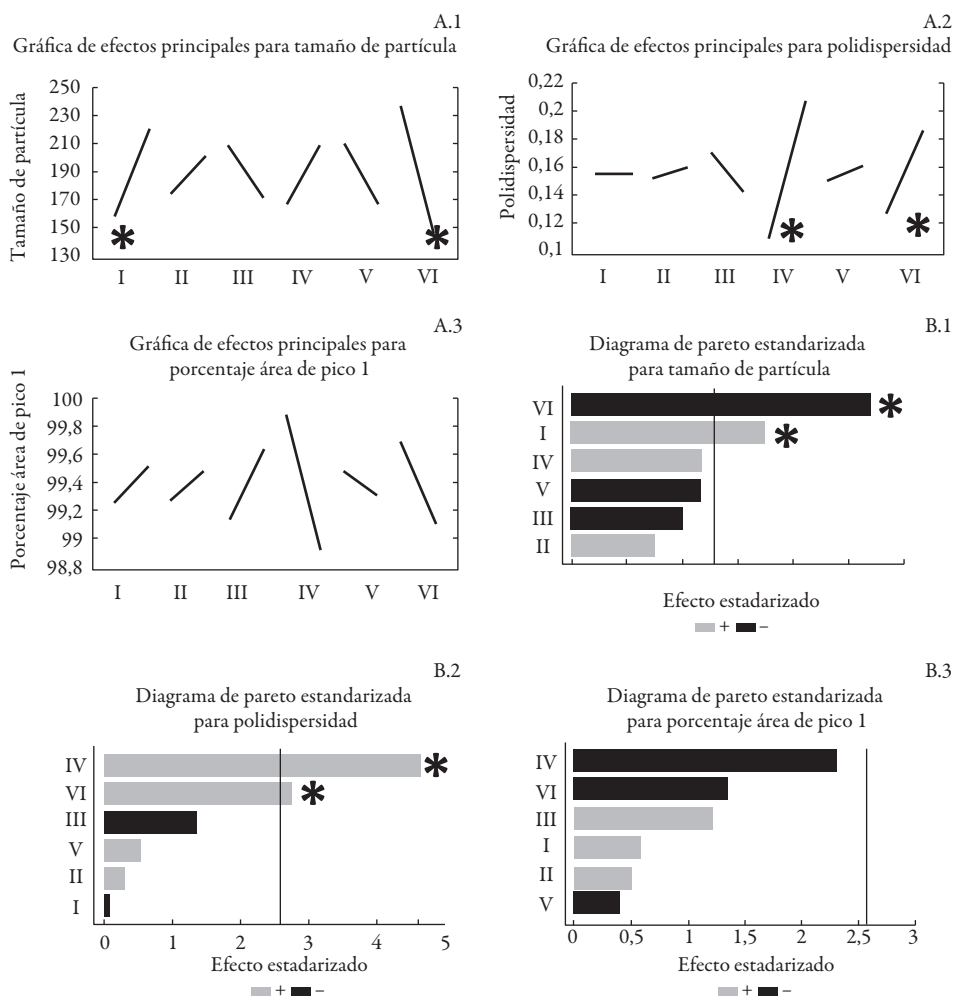 A.1
Gráfica de efectos principales para tamaño de partícula
Tamaño de partícula
250
230
210
190
170
150
130
I II III IV V VI
A.2
Gráfica de efectos principales para polidispersidad
Polidispersidad
0,22
0,2
0,18
0,16
0,14
0,12
0,1
I II III IV V VI
A.3
Gráfica de efectos principales para
porcentaje área de pico 1
Porcentaje área de pico 1
100
99,8
99,6
99,4
99,2
99
98,8
I II III IV V VI
B.1
Diagrama de pareto estandarizada
para tamaño de partícula
VI
I
IV
V
III
II
Efecto estadarizado
+ –
B.2
Diagrama de pareto estandarizada
para polidispersidad
IV
VI
III
V
II
I
0 1 2 3 4 5
Efecto estadarizado
+ –
B.3
Diagrama de pareto estandarizada
para porcentaje área de pico 1
IV
VI
III
I
II
V
0 0,5 1 1,5 2 2,5 3
Efecto estadarizado
+ –